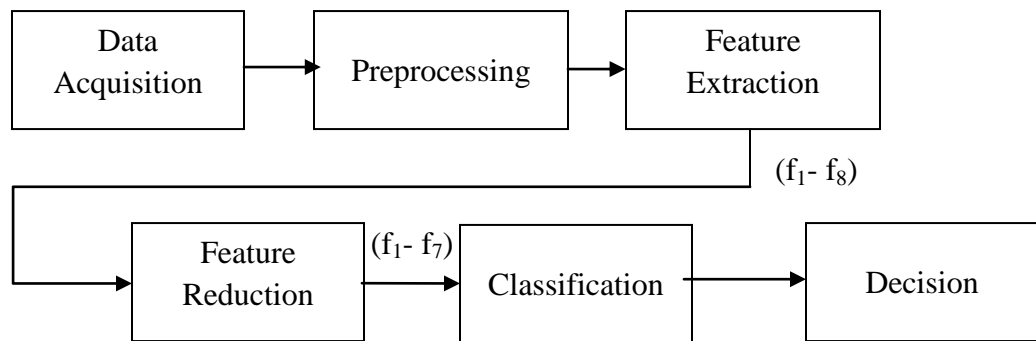 Data
Acquisition
Preprocessing
Feature
Extraction
(f₁- f₈)
Feature
Reduction
(f₁- f₇)
Classification
Decision